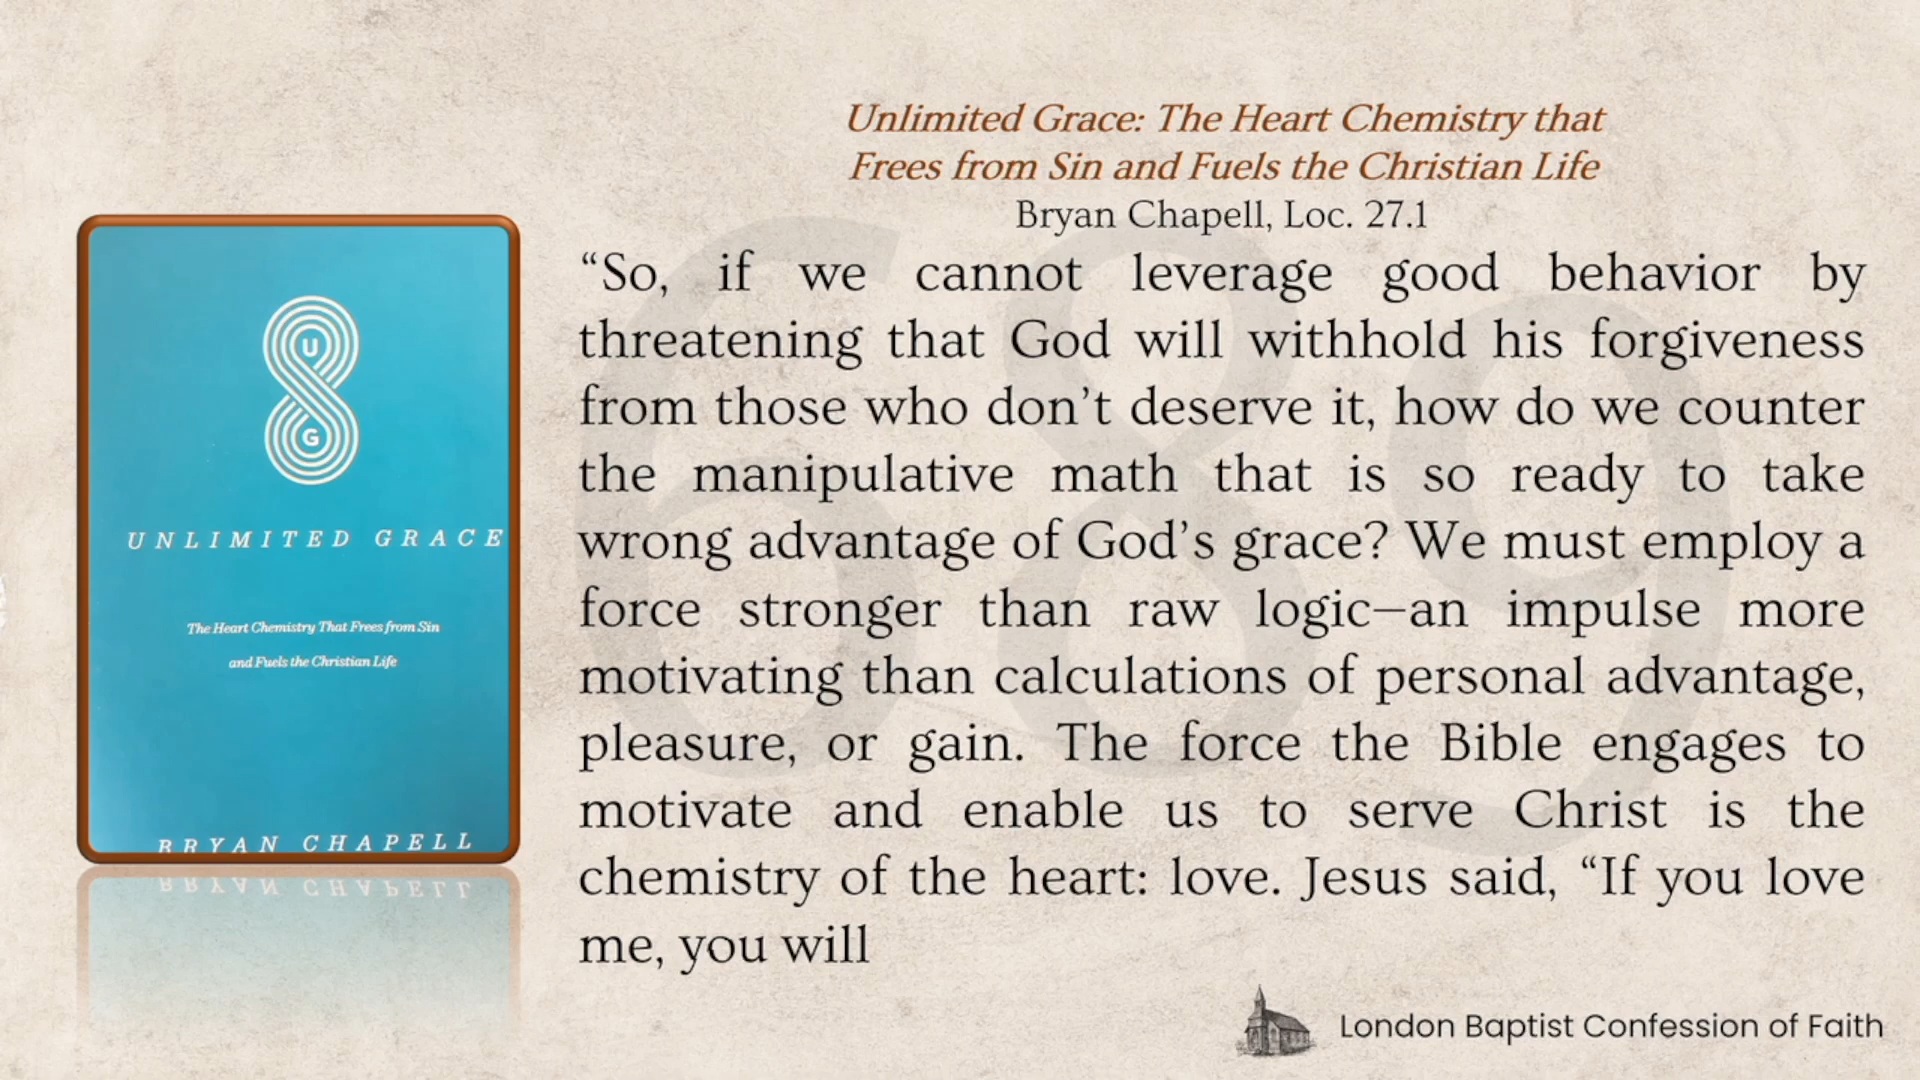 Unlimited Grace: The Heart Chemistry that
Frees from Sin and Fuels the Christian Life
Bryan Chapell, Loc. 27.1
“So, if we cannot leverage good behavior by
threatening that God will withhold his forgiveness
from those who don’t deserve it, how do we counter
the manipulative math that is so ready to take
wrong advantage of God’s grace? We must employ a
force stronger than raw logic—an impulse more
motivating than calculations of personal advantage,
pleasure, or gain. The force the Bible engages to
motivate and enable us to serve Christ is the
chemistry of the heart: love. Jesus said, “If you love
me, you will
689
U
G
UNLIMITED GRACE
The Heart Chemistry That Frees from Sin
and Fuels the Christian Life
BRYAN CHAPELL
London Baptist Confession of Faith